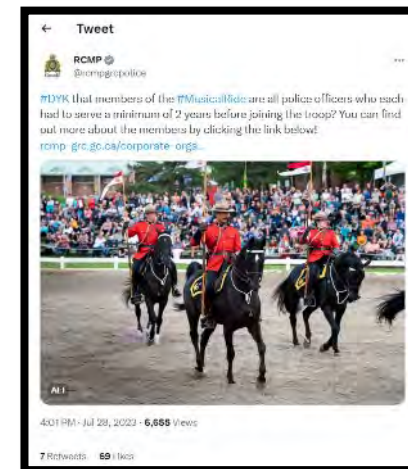 Tweet
RCMP
@rcmpgrcpolice
#DYK that members of the #MusicalRide are all police officers who each
had to serve a minimum of 2 years before joining the troop? You can find
out more about the members by clicking the link below!
rcmp-grc.gc.ca/corporate-orga...
ALT
4:01 PM · Jul 28, 2023 · 6,655 Views
7 Retweets 69 Likes